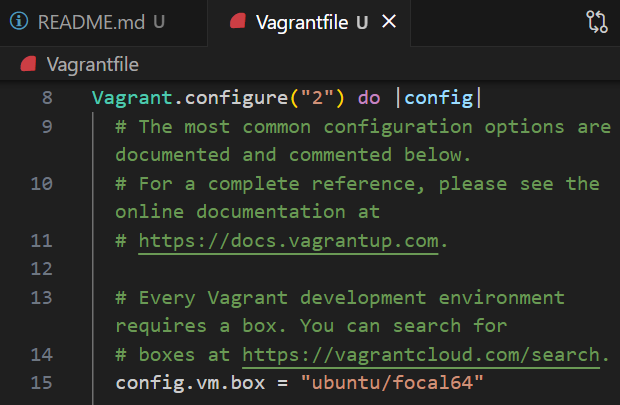 README.md U
Vagrantfile U
Vagrantfile
8 Vagrant.configure("2") do |config|
9 # The most common configuration options are
documented and commented below.
10 # For a complete reference, please see the
online documentation at
11 # https://docs.vagrantup.com.
12
13 # Every Vagrant development environment
requires a box. You can search for
14 # boxes at https://vagrantcloud.com/search.
15 config.vm.box = "ubuntu/focal64"